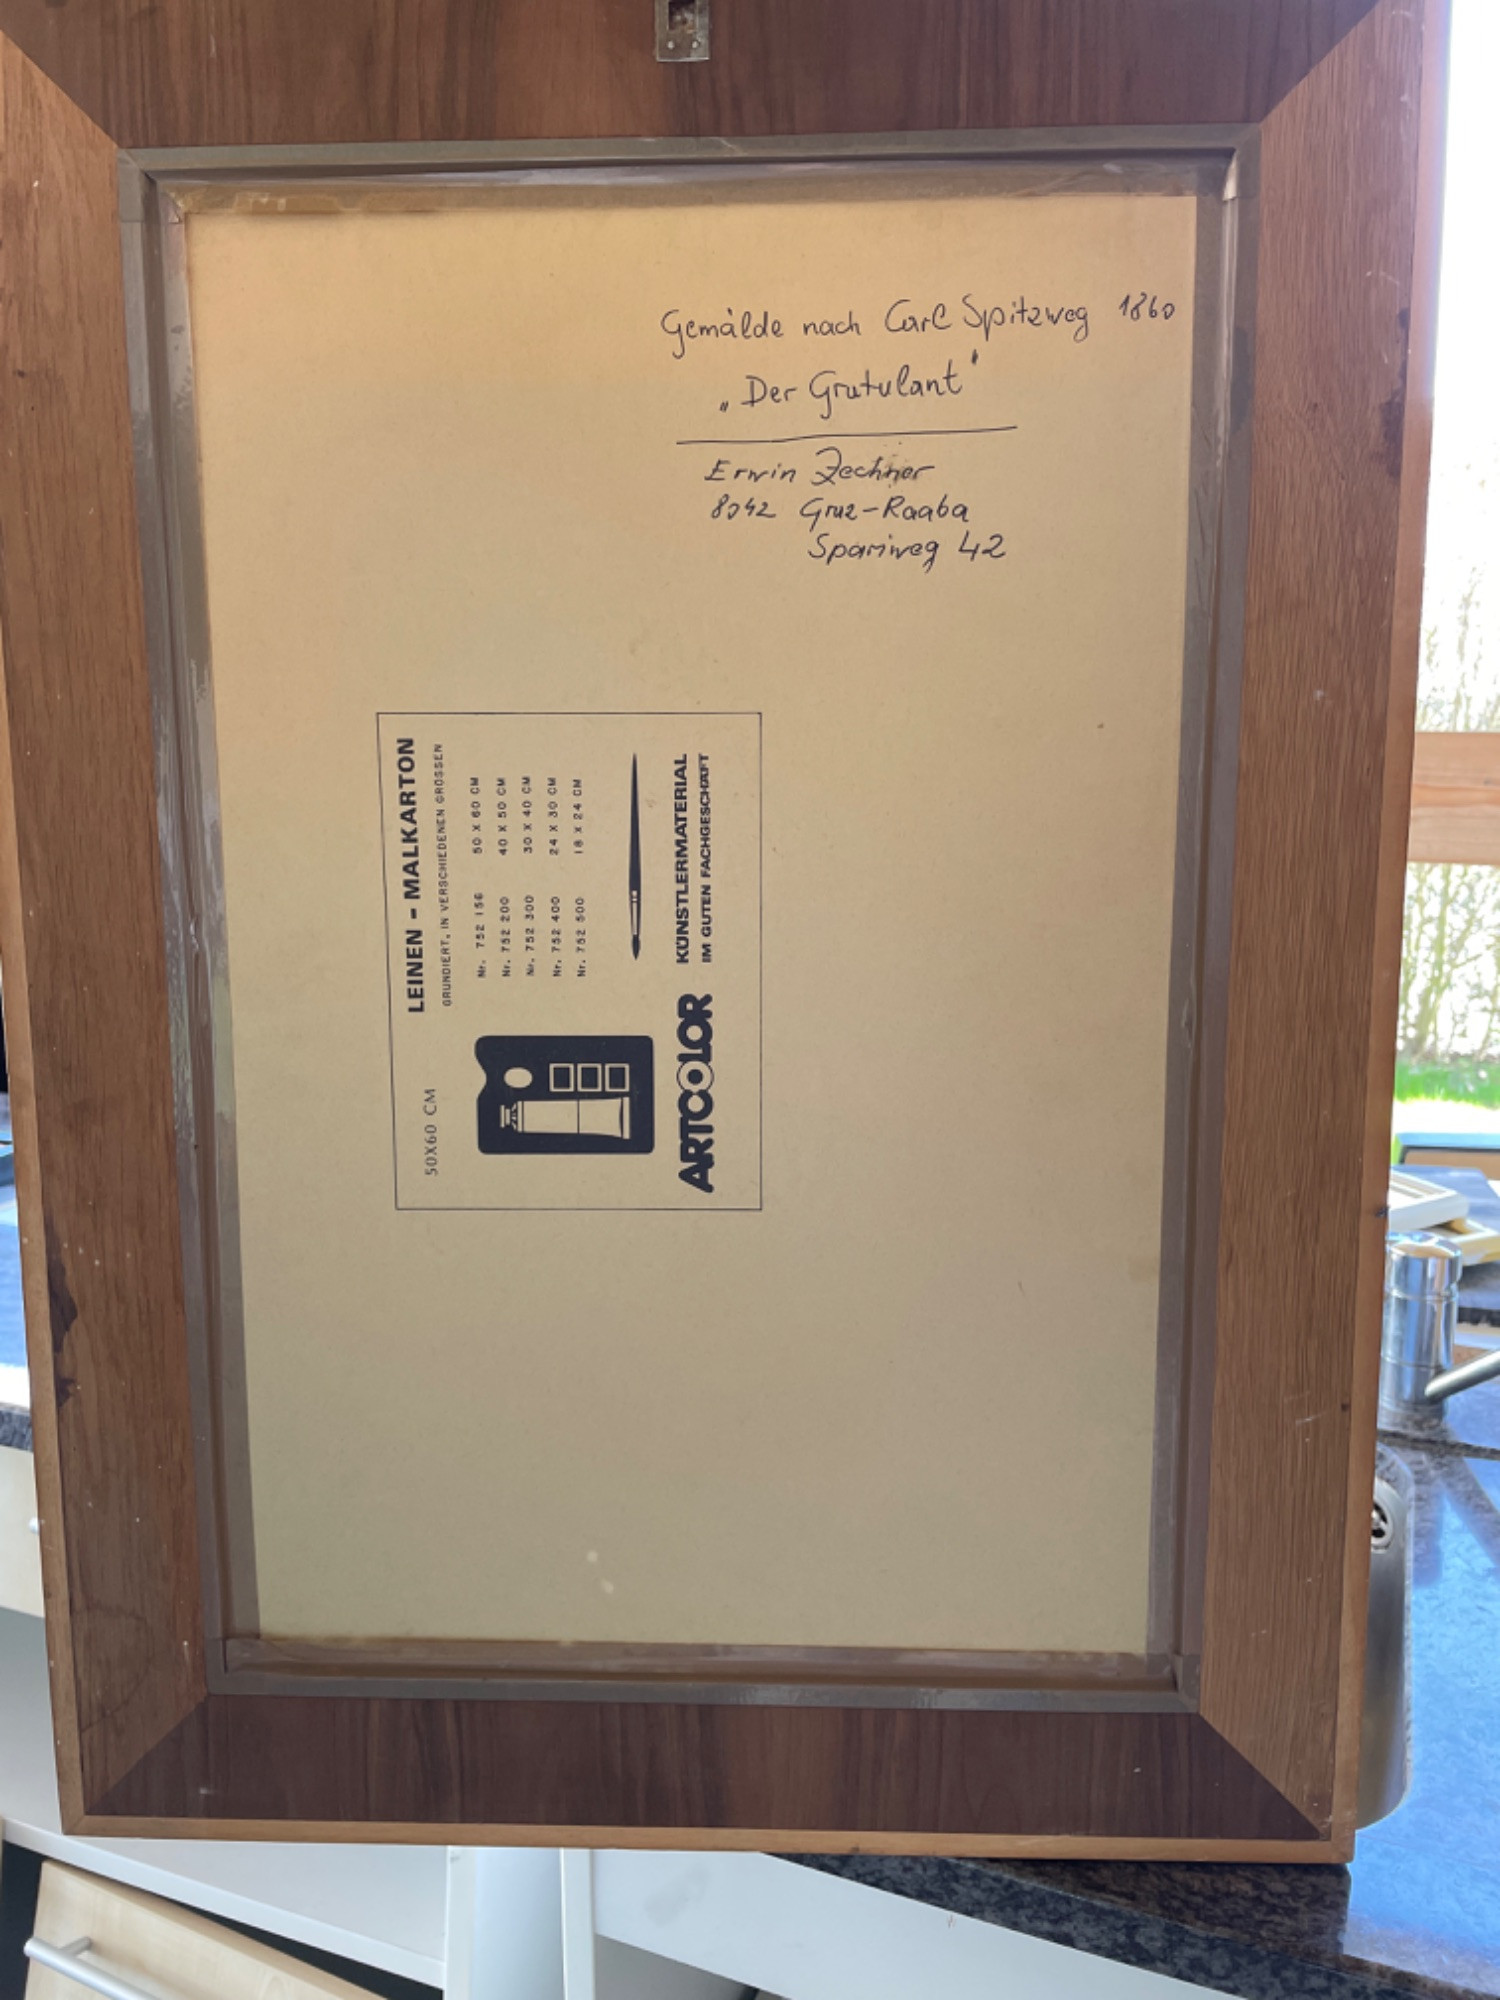 Gemälde nach Carl Spitzweg 1860
„Der Gratulant"
Erwin Zechner
8042 Graz-Raaba
42
LEINEN - MALKARTON
GRUNDIERT, IN VERSCHIEDENEN GRÖSSEN
50X60 CM
Nr. 752 156 50 X 60 CM
Nr. 752 200 40 X 50 CM
Nr. 752 300 30 X 40 CM
Nr. 752 400 24 X 30 CM
Nr. 752 500 18 X 24 CM
ARTCOLOR
KÜNSTLERMATERIAL
IM GUTEN FACHGESCHÄFT